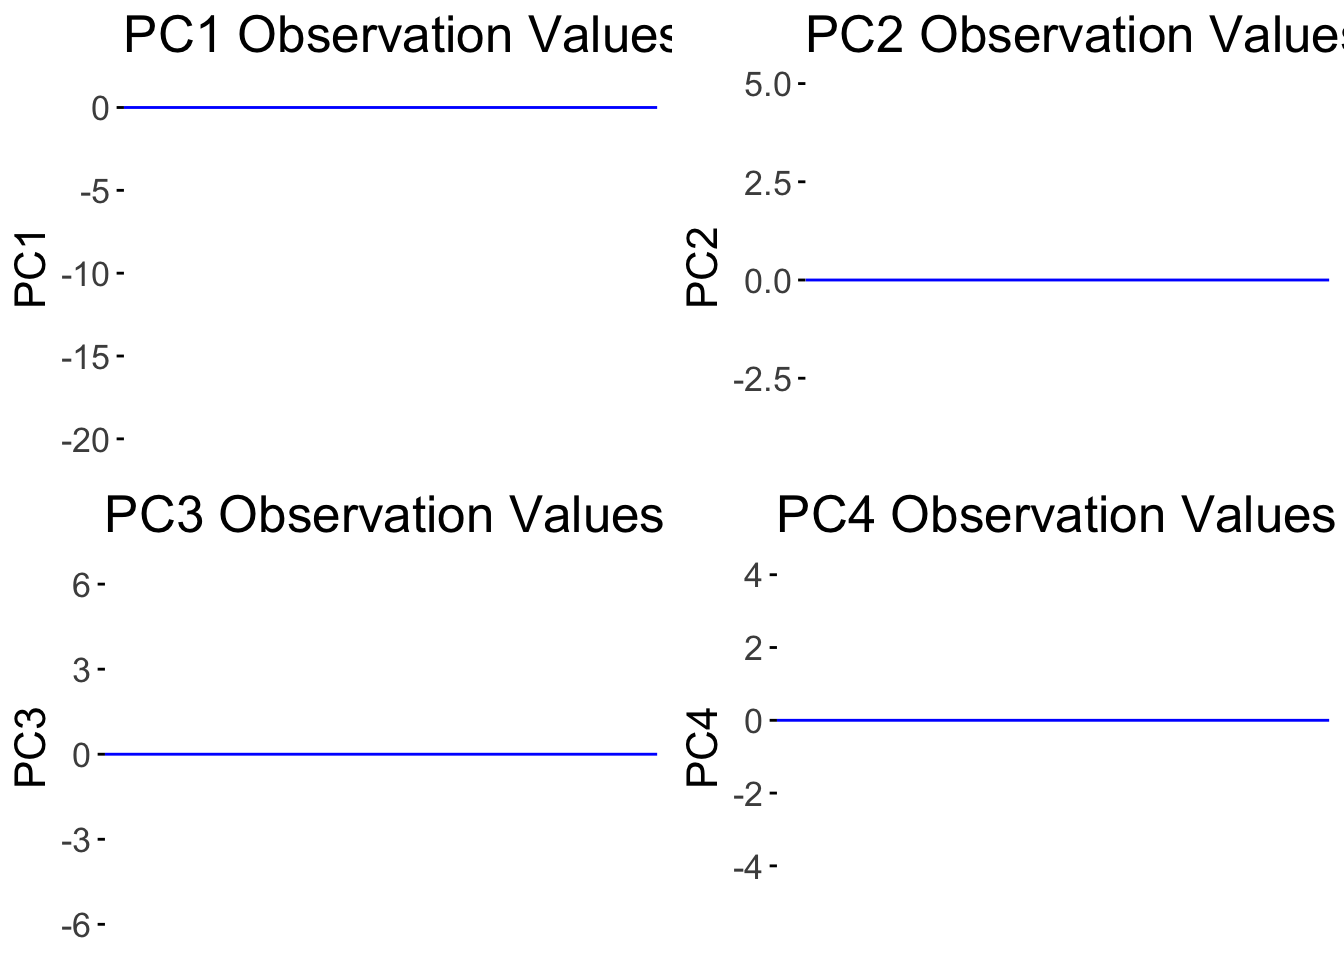 PC1 Observation Values
0
-5
-10
-15
-20
PC1
PC2 Observation Values
5.0
2.5
0.0
-2.5
PC2
PC3 Observation Values
6
3
0
-3
-6
PC3
PC4 Observation Values
4
2
0
-2
-4
PC4